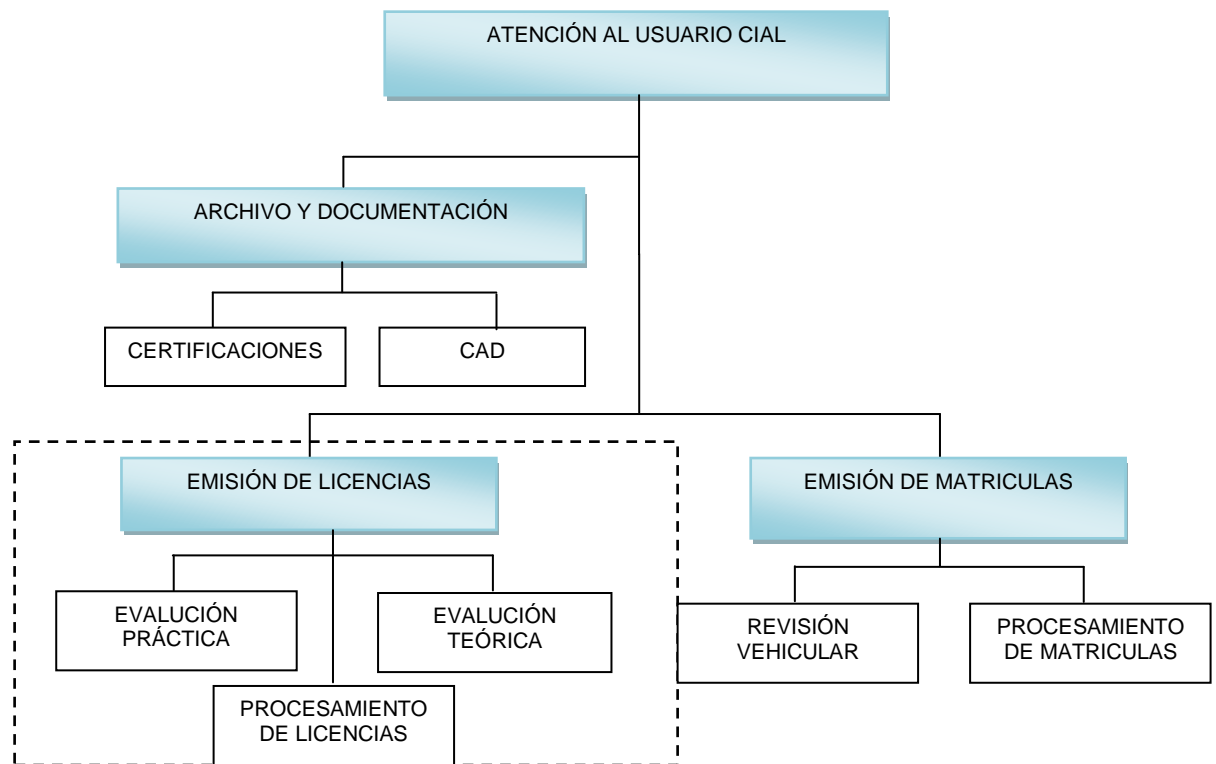 ATENCIÓN AL USUARIO CIAL
ARCHIVO Y DOCUMENTACIÓN
CERTIFICACIONES
CAD
EMISIÓN DE LICENCIAS
EMISIÓN DE MATRICULAS
EVALUCIÓN
PRÁCTICA
EVALUCIÓN
TEÓRICA
PROCESAMIENTO
DE LICENCIAS
REVISIÓN
VEHICULAR
PROCESAMIENTO
DE MATRICULAS